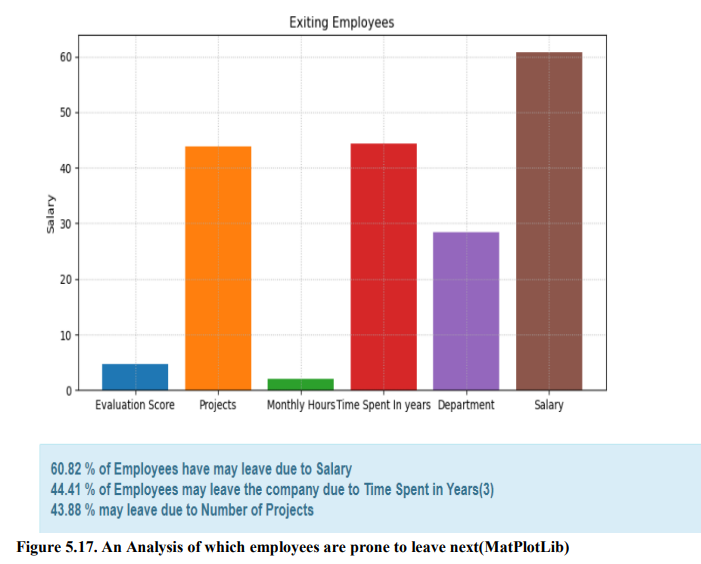 Exiting Employees
60
50
40
30
20
10
0
Salary
Evaluation Score Projects Monthly Hours Time Spent In years Department Salary
60.82 % of Employees have may leave due to Salary
44.41 % of Employees may leave the company due to Time Spent in Years(3)
43.88 % may leave due to Number of Projects
Figure 5.17. An Analysis of which employees are prone to leave next(MatPlotLib)